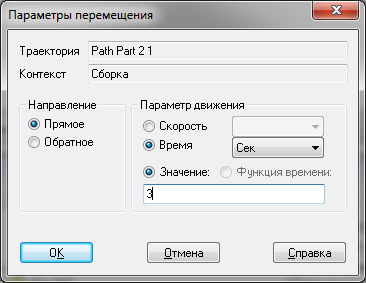 Параметры перемещения
Траектория Path Part 2 1
Контекст Сборка
Направление
Прямое
Обратное
Параметр движения
Скорость
Время Сек
Значение: Функция времени:
3
OK Отмена Справка